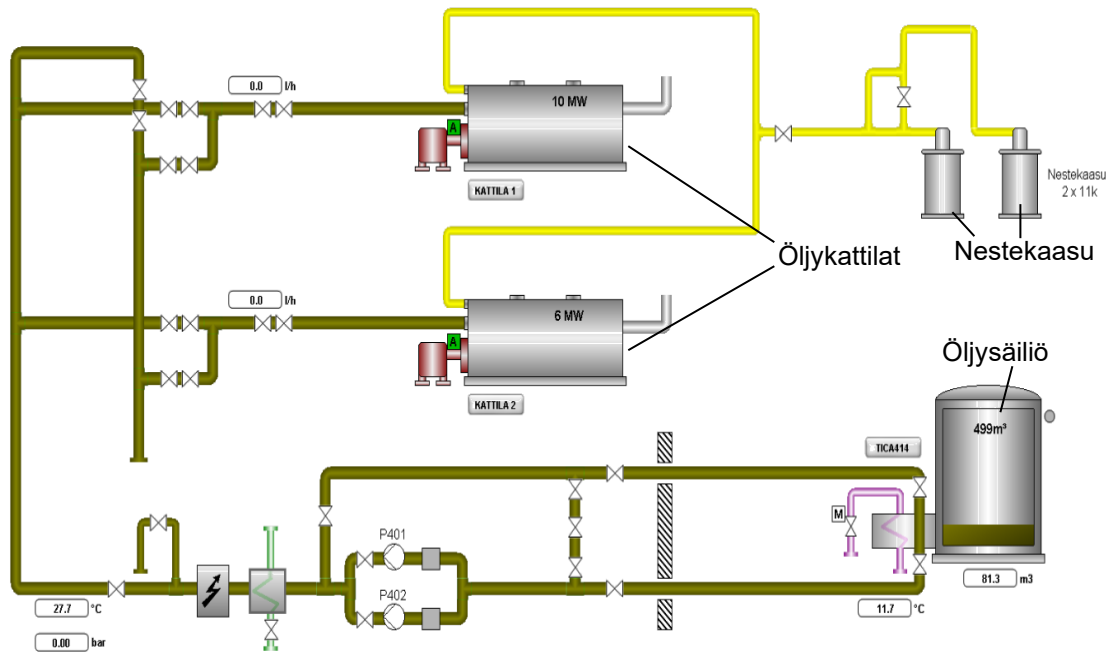 0.0 l/h
10 MW
A
KATTILA 1
Nestekaasu
2 x 11k
Öljykattilat
Nestekaasu
0.0 l/h
6 MW
A
KATTILA 2
Öljysäiliö
499m³
TICA414
M
P401
P402
81.3 m3
27.7 °C
11.7 °C
0.00 bar